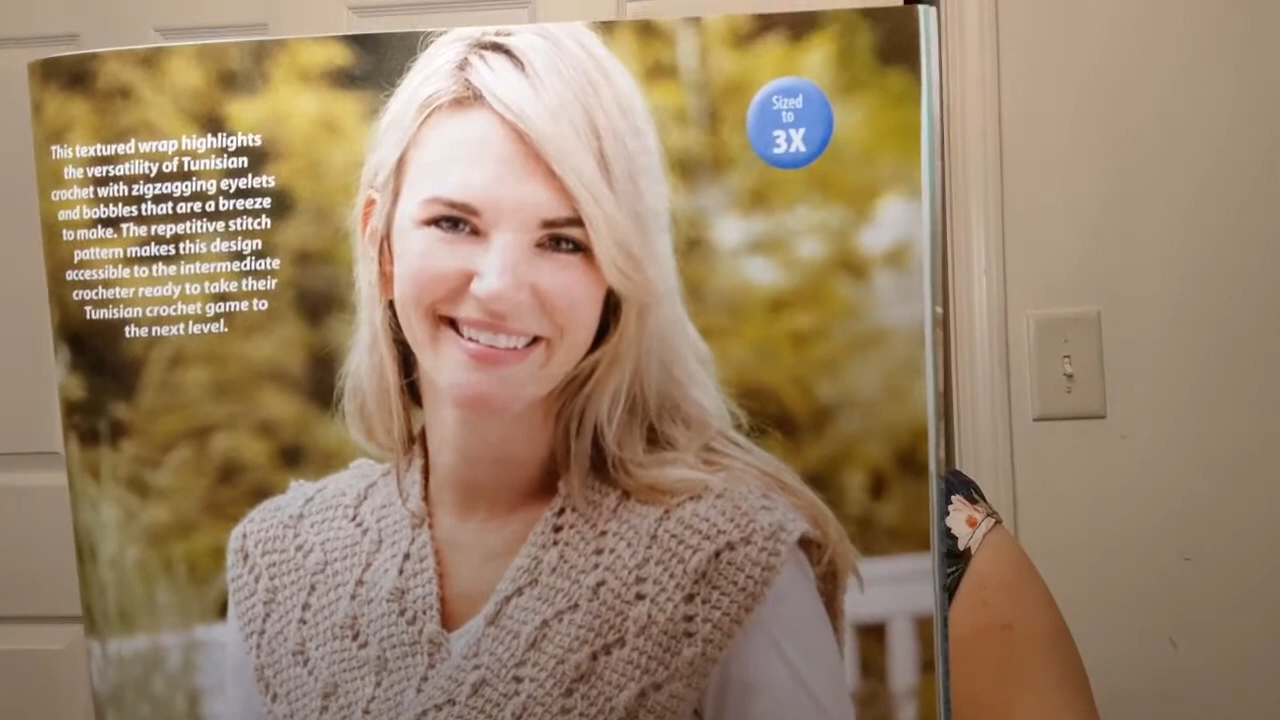 This textured wrap highlights
the versatility of Tunisian
crochet with zigzagging eyelets
and bobbles that are a breeze
to make. The repetitive stitch
pattern makes this design
accessible to the intermediate
crocheter ready to take their
Tunisian crochet game to
the next level.
Sized
to
3X